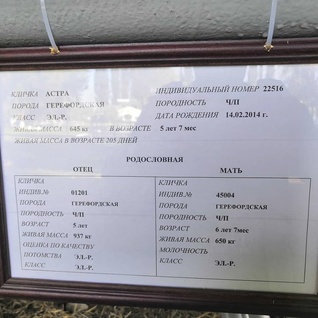 КЛИЧКА АСТРА ИНДИВИДУАЛЬНЫЙ НОМЕР 22516
ПОРОДА ГЕРЕФОРДСКАЯ ПОРОДНОСТЬ Ч/П
КЛАСС ЭЛ.-Р. ДАТА РОЖДЕНИЯ 14.02.2014 г.
ЖИВАЯ МАССА 645 кг В ВОЗРАСТЕ 5 лет 7 мес
ЖИВАЯ МАССА В ВОЗРАСТЕ 205 ДНЕЙ
РОДОСЛОВНАЯ
ОТЕЦ МАТЬ
КЛИЧКА КЛИЧКА
ИНДИВ.№ 01201 ИНДИВ.№ 45004
ПОРОДА ГЕРЕФОРДСКАЯ ПОРОДА ГЕРЕФОРДСКАЯ
ПОРОДНОСТЬ Ч/П ПОРОДНОСТЬ Ч/П
ВОЗРАСТ 5 лет ВОЗРАСТ 6 лет 7мес
ЖИВАЯ МАССА 937 кг ЖИВАЯ МАССА 650 кг
ОЦЕНКА ПО КАЧЕСТВУ МОЛОЧНОСТЬ
ПОТОМСТВА ЭЛ.-Р. КЛАСС ЭЛ.-Р.
КЛАСС ЭЛ.-Р.